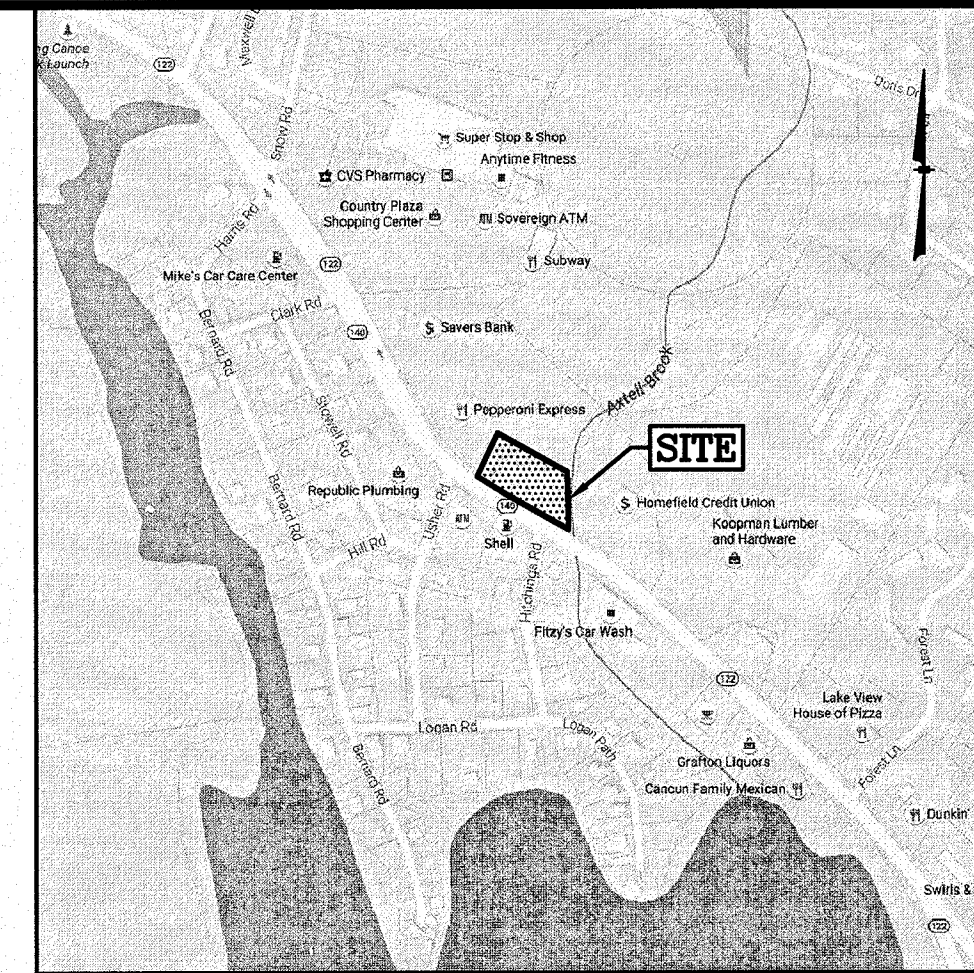 ng Canoe
k Launch
122
Maxwell
Snow Rd
Doris Dr
Super Stop & Shop
Anytime Fitness
CVS Pharmacy
Country Plaza
Shopping Center
Sovereign ATM
Harris Rd
Subway
Mike's Car Care Center
122
Clark Rd
140
Savers Bank
Bernard Rd
Axtell Brook
Pepperoni Express
Stowell Rd
SITE
Republic Plumbing
Bernard Rd
Usher Rd
140
Homefield Credit Union
Koopman Lumber
and Hardware
Shell
Hill Rd
Hitchings Rd
Fitzy's Car Wash
Forest Ln
122
Lake View
House of Pizza
Logan Rd
Logan Path
Grafton Liquors
Forest Ln
Bernard Rd
Cancun Family Mexican
Dunkin'
Swirls &
122